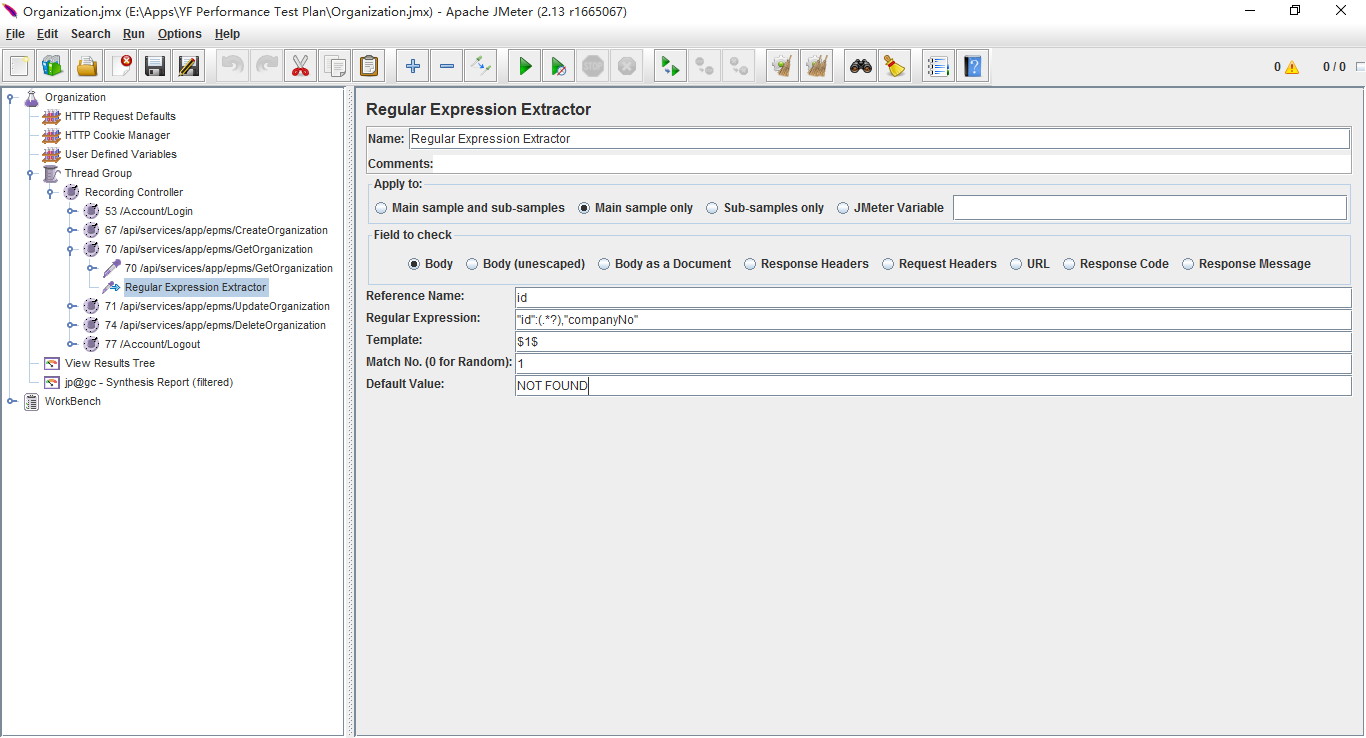 Organization.jmx (E:\Apps\YF Performance Test Plan\Organization.jmx) - Apache JMeter (2.13 r1665067)
File Edit Search Run Options Help
STOP
0 0 / 0
Organization
HTTP Request Defaults
HTTP Cookie Manager
User Defined Variables
Thread Group
Recording Controller
53 /Account/Login
67 /api/services/app/epms/CreateOrganization
70 /api/services/app/epms/GetOrganization
70 /api/services/app/epms/GetOrganization
Regular Expression Extractor
71 /api/services/app/epms/UpdateOrganization
74 /api/services/app/epms/DeleteOrganization
77 /Account/Logout
View Results Tree
jp@gc - Synthesis Report (filtered)
WorkBench
Regular Expression Extractor
Name: Regular Expression Extractor
Comments:
Apply to:
Main sample and sub-samples Main sample only Sub-samples only JMeter Variable
Field to check
Body Body (unescaped) Body as a Document Response Headers Request Headers URL Response Code Response Message
Reference Name: id
Regular Expression: "id":(.*?),"companyNo"
Template: $1$
Match No. (0 for Random): 1
Default Value: NOT FOUND